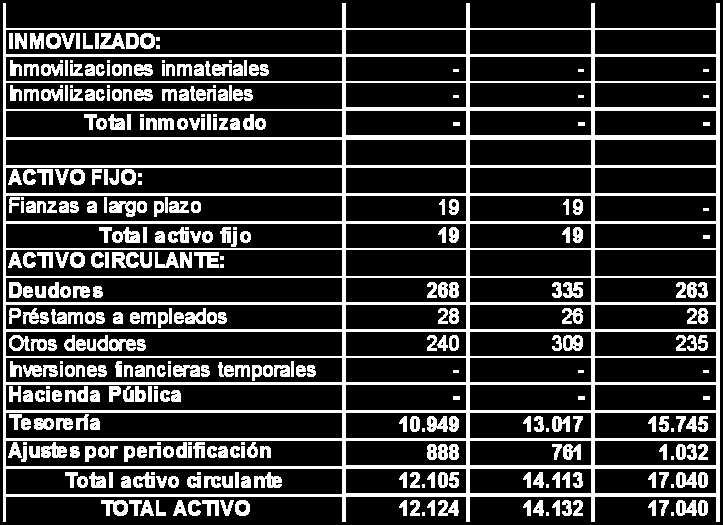 INMOVILIZADO:
Inmovilizaciones inmateriales - - -
Inmovilizaciones materiales - - -
Total inmovilizado - - -
ACTIVO FIJO:
Fianzas a largo plazo 19 19 -
Total activo fijo 19 19 -
ACTIVO CIRCULANTE:
Deudores 268 335 263
Préstamos a empleados 28 26 28
Otros deudores 240 309 235
Inversiones financieras temporales - - -
Hacienda Pública - - -
Tesorería 10.949 13.017 15.745
Ajustes por periodificación 888 761 1.032
Total activo circulante 12.105 14.113 17.040
TOTAL ACTIVO 12.124 14.132 17.040